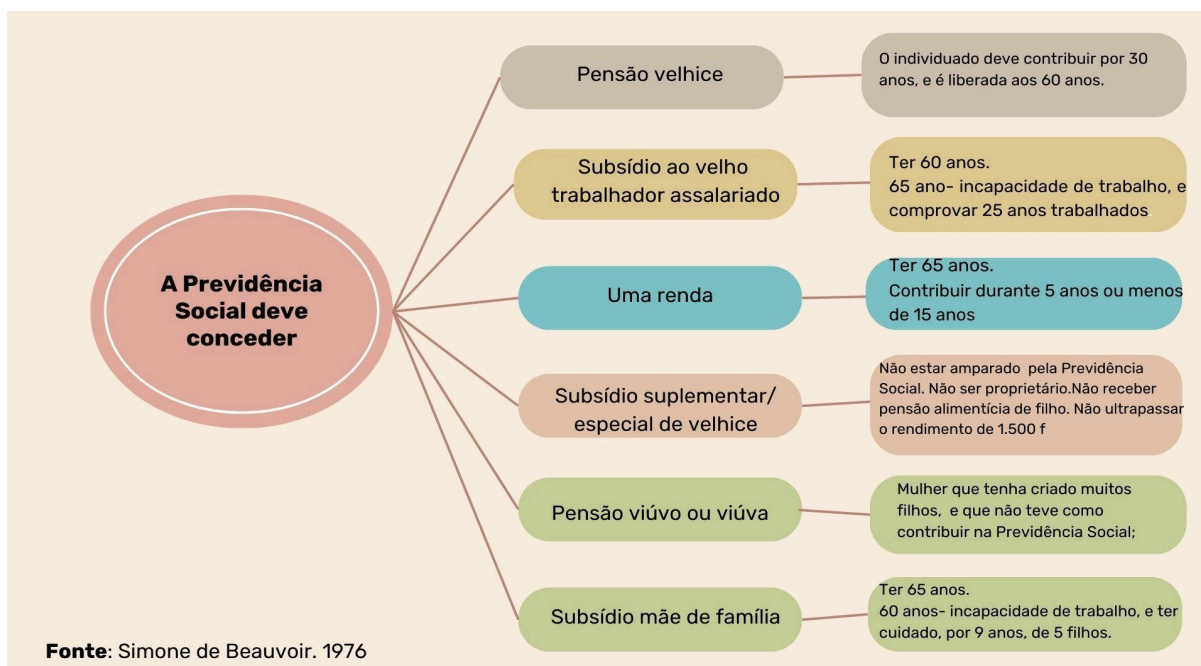 A Previdência
Social deve
conceder
Pensão velhice
O individuado deve contribuir por 30
anos, e é liberada aos 60 anos.
Subsídio ao velho
trabalhador assalariado
Ter 60 anos.
65 ano- incapacidade de trabalho, e
comprovar 25 anos trabalhados.
Uma renda
Ter 65 anos.
Contribuir durante 5 anos ou menos
de 15 anos
Subsídio suplementar/
especial de velhice
Não estar amparado pela Previdência
Social. Não ser proprietário.Não receber
pensão alimentícia de filho. Não ultrapassar
o rendimento de 1.500 f
Pensão viúvo ou viúva
Mulher que tenha criado muitos
filhos, e que não teve como
contribuir na Previdência Social;
Subsídio mãe de família
Ter 65 anos.
60 anos- incapacidade de trabalho, e ter
cuidado, por 9 anos, de 5 filhos.
Fonte: Simone de Beauvoir. 1976